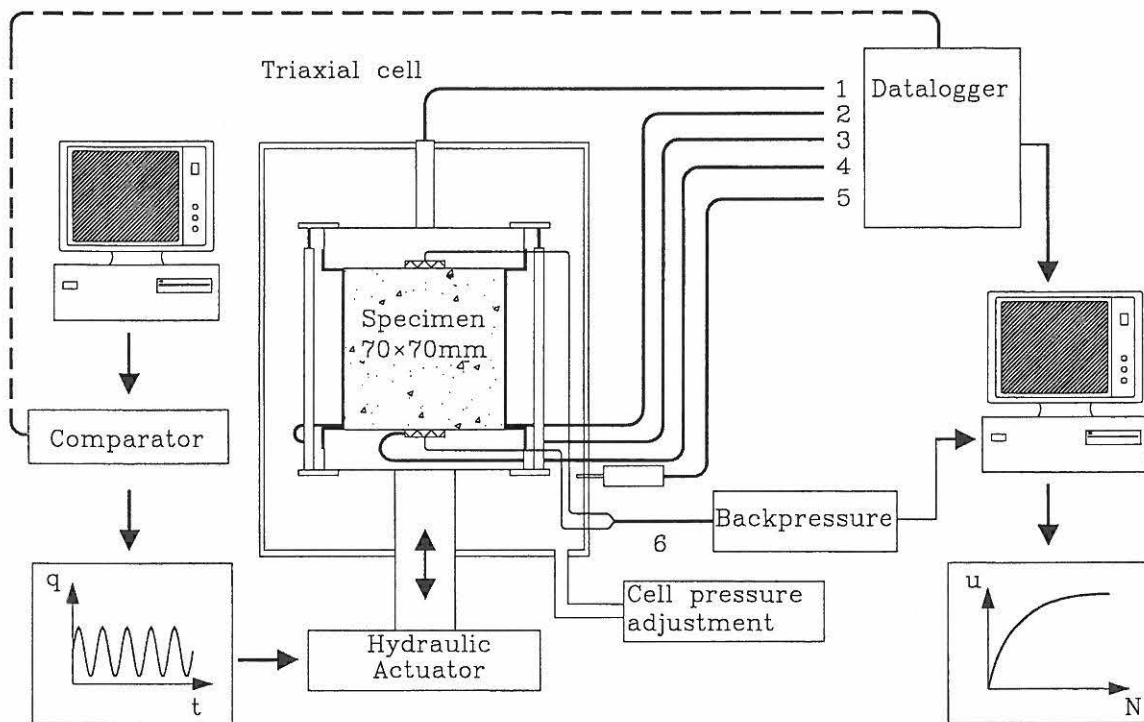 Triaxial cell
1
2
3
4
5
Datalogger
Specimen
70×70mm
Comparator
Backpressure
6
Cell pressure
adjustment
Hydraulic
Actuator
q
t
u
N